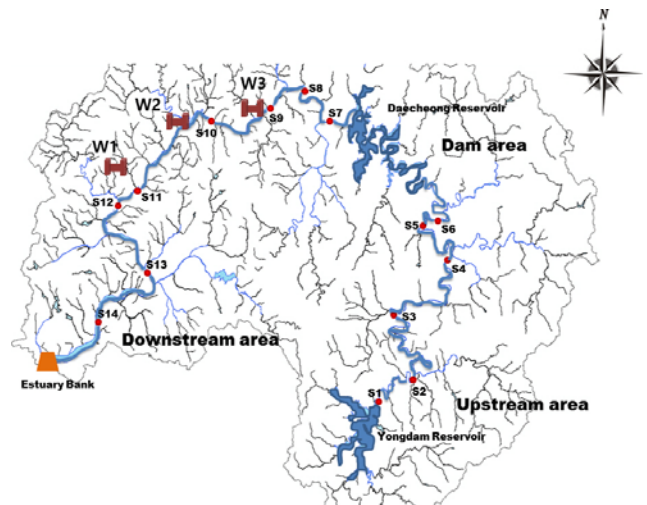 N
W3
S8
Daecheong Reservoir
W2
S7
S9
S10
Dam area
W1
S11
S12
S5
S6
S4
S13
S3
S14
Downstream area
Estuary Bank
S1
S2
Upstream area
Yongdam Reservoir